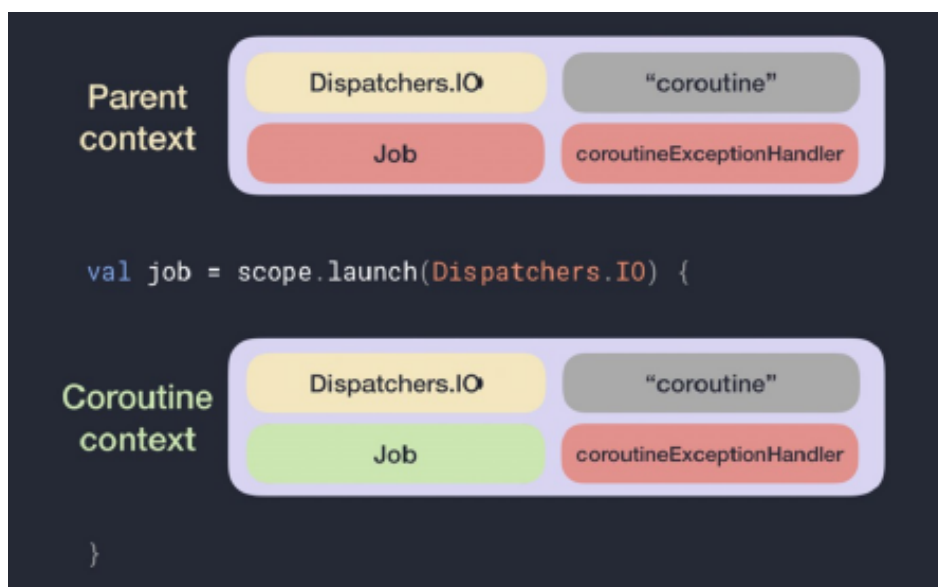 Parent
context
Dispatchers.IO
“coroutine”
Job
coroutineExceptionHandler
val job = scope.launch(Dispatchers.IO) {
Coroutine
context
Dispatchers.IO
“coroutine”
Job
coroutineExceptionHandler
}